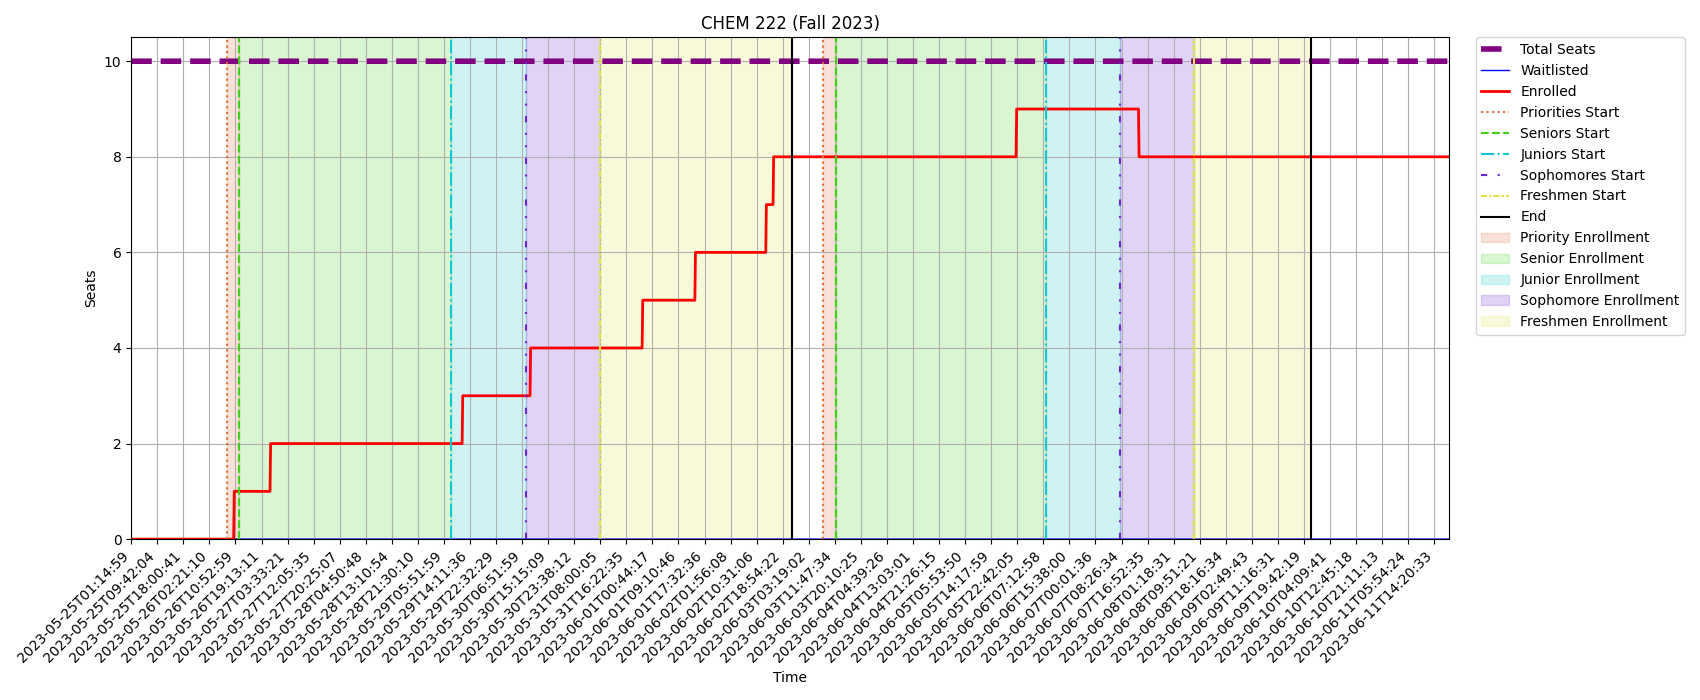 CHEM 222 (Fall 2023)
Seats
10
8
6
4
2
0
2023-05-25T01:14:59
2023-05-25T09:42:04
2023-05-25T18:00:41
2023-05-26T02:21:10
2023-05-26T10:52:59
2023-05-26T19:13:11
2023-05-27T03:33:21
2023-05-27T12:05:35
2023-05-27T20:25:07
2023-05-28T04:50:48
2023-05-28T13:10:54
2023-05-28T21:30:10
2023-05-29T05:51:59
2023-05-29T14:11:36
2023-05-29T22:32:29
2023-05-30T06:51:59
2023-05-30T15:15:09
2023-05-30T23:38:12
2023-05-31T08:00:05
2023-05-31T16:22:35
2023-06-01T00:44:17
2023-06-01T09:10:46
2023-06-01T17:32:36
2023-06-02T01:56:08
2023-06-02T10:31:06
2023-06-02T18:54:22
2023-06-03T03:19:02
2023-06-03T11:47:34
2023-06-03T20:10:25
2023-06-04T04:39:26
2023-06-04T13:03:01
2023-06-04T21:26:15
2023-06-05T05:53:50
2023-06-05T14:17:59
2023-06-05T22:42:05
2023-06-06T07:12:58
2023-06-06T15:38:00
2023-06-07T00:01:36
2023-06-07T08:26:34
2023-06-07T16:52:35
2023-06-08T01:18:31
2023-06-08T09:51:21
2023-06-08T18:16:34
2023-06-09T02:49:43
2023-06-09T11:16:31
2023-06-09T19:42:19
2023-06-10T04:09:41
2023-06-10T12:45:18
2023-06-10T21:11:13
2023-06-11T05:54:24
2023-06-11T14:20:33
Time
Total Seats
Waitlisted
Enrolled
Priorities Start
Seniors Start
Juniors Start
Sophomores Start
Freshmen Start
End
Priority Enrollment
Senior Enrollment
Junior Enrollment
Sophomore Enrollment
Freshmen Enrollment